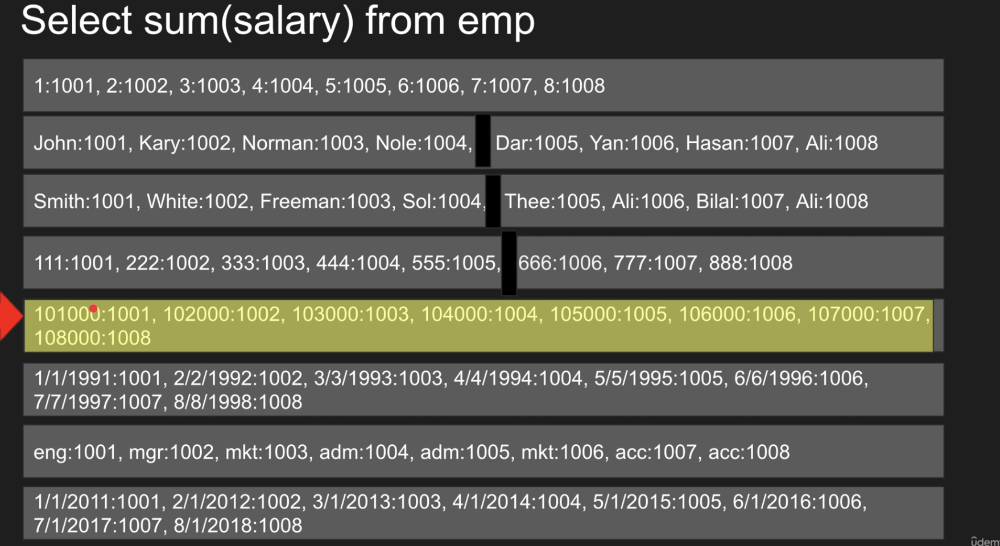 Select sum(salary) from emp
1:1001, 2:1002, 3:1003, 4:1004, 5:1005, 6:1006, 7:1007, 8:1008
John:1001, Kary:1002, Norman:1003, Nole:1004, Dar:1005, Yan:1006, Hasan:1007, Ali:1008
Smith:1001, White:1002, Freeman:1003, Sol:1004, Thee:1005, Ali:1006, Bilal:1007, Ali:1008
111:1001, 222:1002, 333:1003, 444:1004, 555:1005, 666:1006, 777:1007, 888:1008
101000:1001, 102000:1002, 103000:1003, 104000:1004, 105000:1005, 106000:1006, 107000:1007,
108000:1008
1/1/1991:1001, 2/2/1992:1002, 3/3/1993:1003, 4/4/1994:1004, 5/5/1995:1005, 6/6/1996:1006,
7/7/1997:1007, 8/8/1998:1008
eng:1001, mgr:1002, mkt:1003, adm:1004, adm:1005, mkt:1006, acc:1007, acc:1008
1/1/2011:1001, 2/1/2012:1002, 3/1/2013:1003, 4/1/2014:1004, 5/1/2015:1005, 6/1/2016:1006,
7/1/2017:1007, 8/1/2018:1008
ûdem